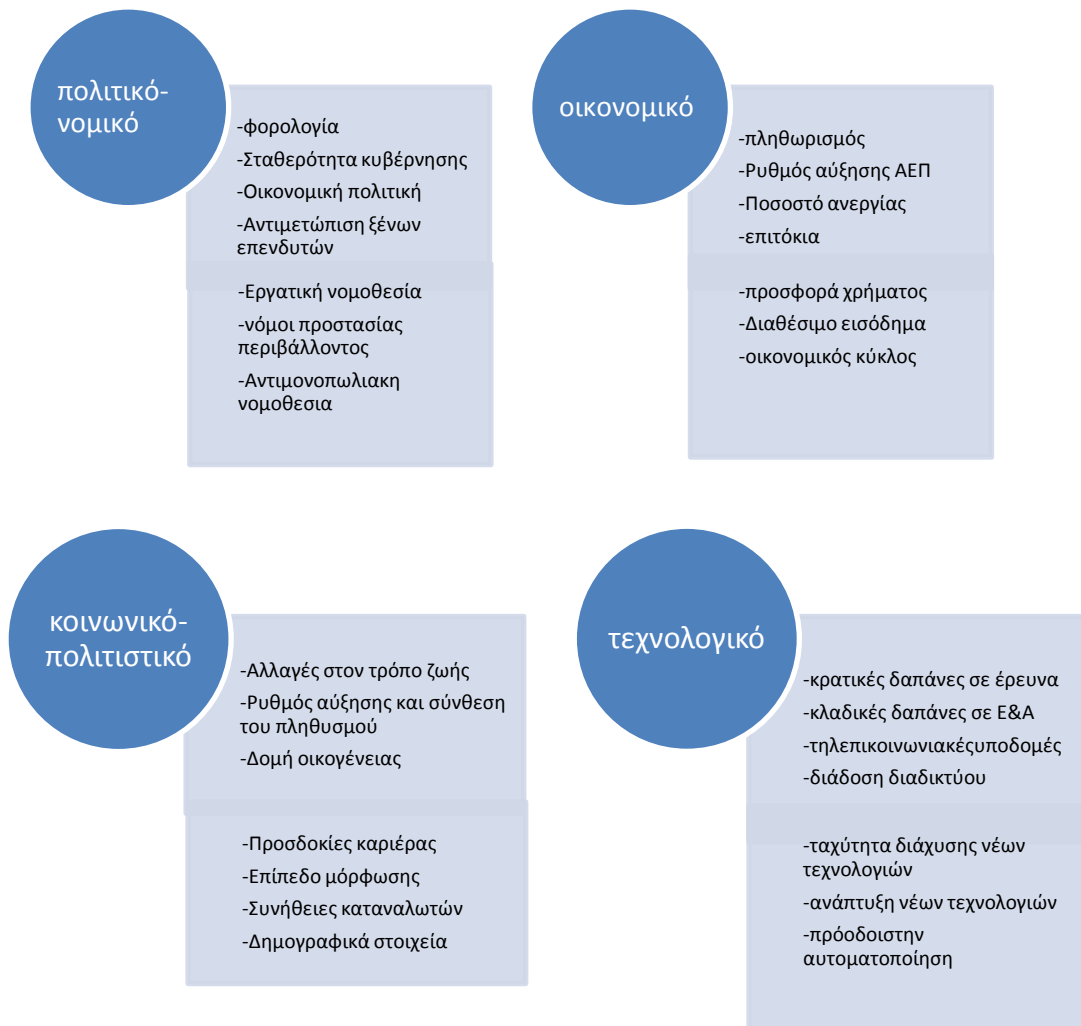 πολιτικό-
νομικό
-φορολογία
-Σταθερότητα κυβέρνησης
-Οικονομική πολιτική
-Αντιμετώπιση ξένων
επενδυτών
-Εργατική νομοθεσία
-νόμοι προστασίας
περιβάλλοντος
-Αντιμονοπωλιακη
νομοθεσια
οικονομικό
-πληθωρισμός
-Ρυθμός αύξησης ΑΕΠ
-Ποσοστό ανεργίας
-επιτόκια
-προσφορά χρήματος
-Διαθέσιμο εισόδημα
-οικονομικός κύκλος
κοινωνικό-
πολιτιστικό
-Αλλαγές στον τρόπο ζωής
-Ρυθμός αύξησης και σύνθεση
του πληθυσμού
-Δομή οικογένειας
-Προσδοκίες καριέρας
-Επίπεδο μόρφωσης
-Συνήθειες καταναλωτών
-Δημογραφικά στοιχεία
τεχνολογικό
-κρατικές δαπάνες σε έρευνα
-κλαδικές δαπάνες σε Ε&Α
-τηλεπικοινωνιακέςυποδομές
-διάδοση διαδικτύου
-ταχύτητα διάχυσης νέων
τεχνολογιών
-ανάπτυξη νέων τεχνολογιών
-πρόοδοιστην
αυτοματοποίηση